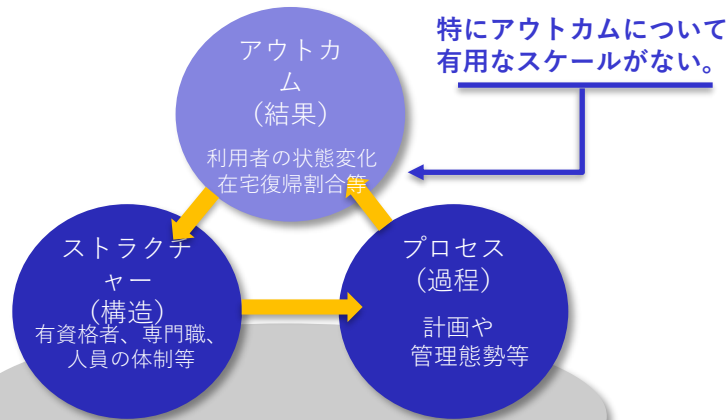 特にアウトカムについて
有用なスケールがない。
アウトカ
ム
（結果）
利用者の状態変化
在宅復帰割合等
ストラクチ
ャー
（構造）
有資格者、専門職、
人員の体制等
プロセス
（過程）
計画や
管理態勢等